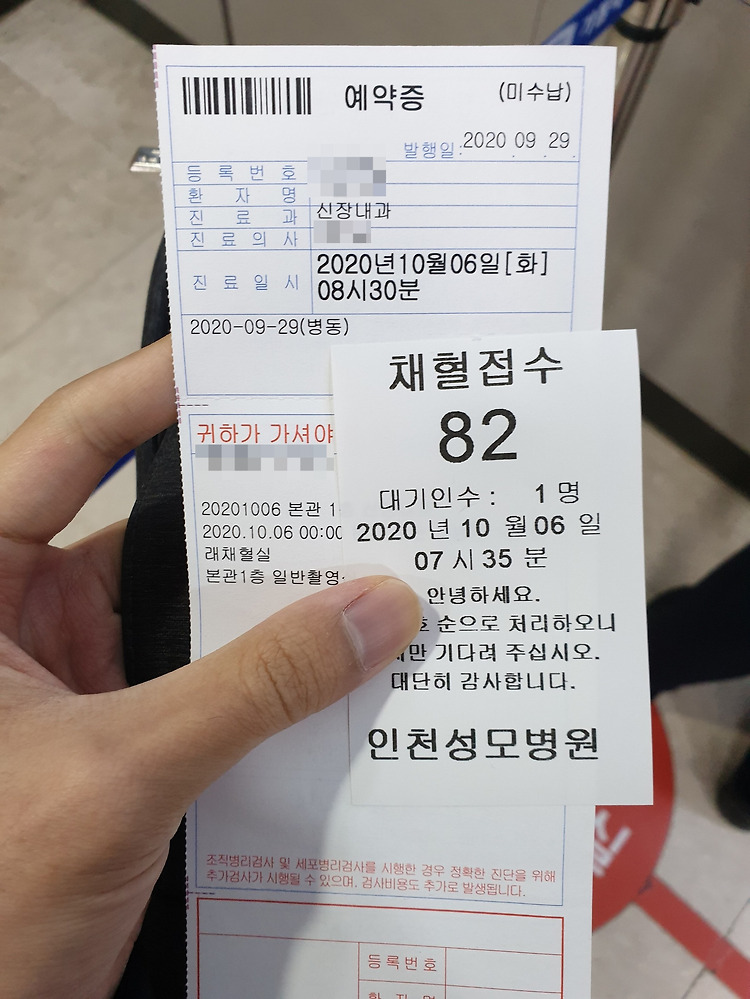 예약증 (미수납)
발행일: 2020 09 29
등록번호
환자명
진료과 신장내과
진료의사
진료일시 2020년10월06일[화]
08시30분
2020-09-29(병동)
귀하가 가셔야
20201006 본관 1
2020.10.06 00:00
래채혈실
본관1층 일반촬영
채혈접수
82
대기인수 : 1 명
2020 년 10 월 06 일
07 시 35 분
안녕하세요.
순으로 처리하오니
기다려 주십시오.
대단히 감사합니다.
인천성모병원
조직병리검사 및 세포병리검사를 시행한 경우 정확한 진단을 위해
추가검사가 시행될 수 있으며, 검사비용도 추가로 발생됩니다.
등록번호